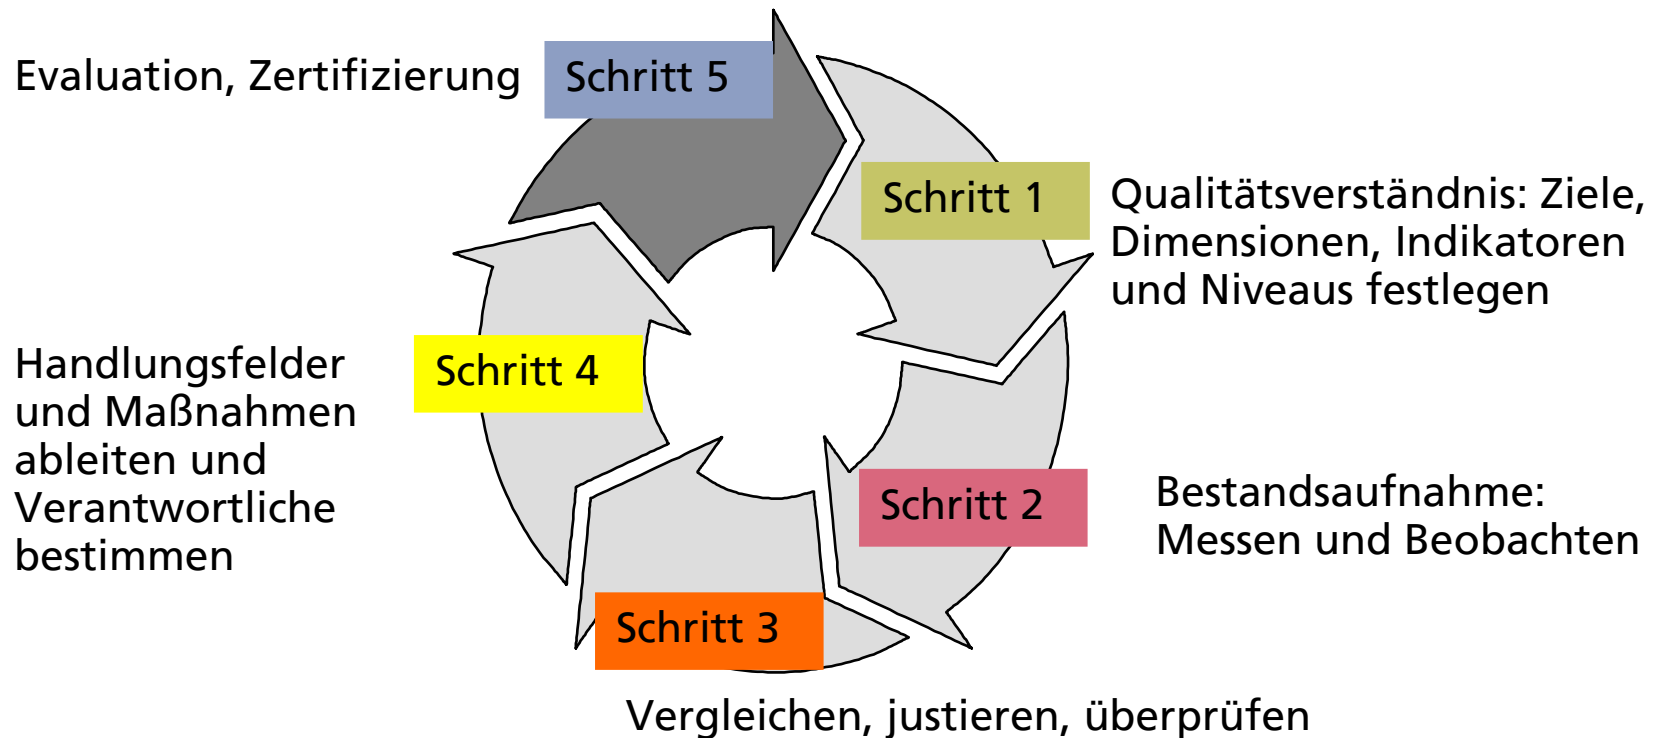 Evaluation, Zertifizierung
Schritt 5
Schritt 1
Qualitätsverständnis: Ziele,
Dimensionen, Indikatoren
und Niveaus festlegen
Schritt 2
Bestandsaufnahme:
Messen und Beobachten
Schritt 3
Vergleichen, justieren, überprüfen
Schritt 4
Handlungsfelder
und Maßnahmen
ableiten und
Verantwortliche
bestimmen